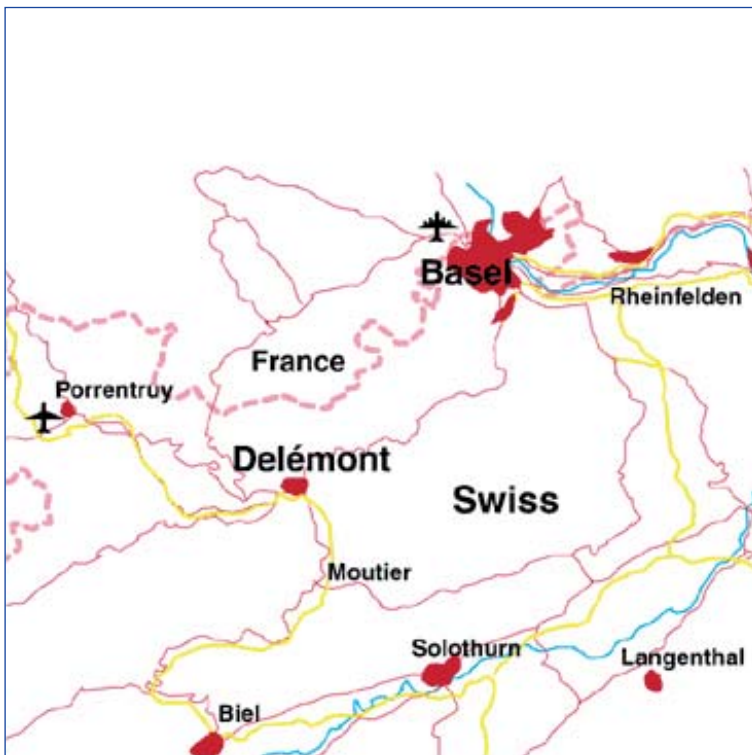 Basel
Rheinfelden
France
Porrentruy
Delémont
Swiss
Moutier
Solothurn
Langenthal
Biel